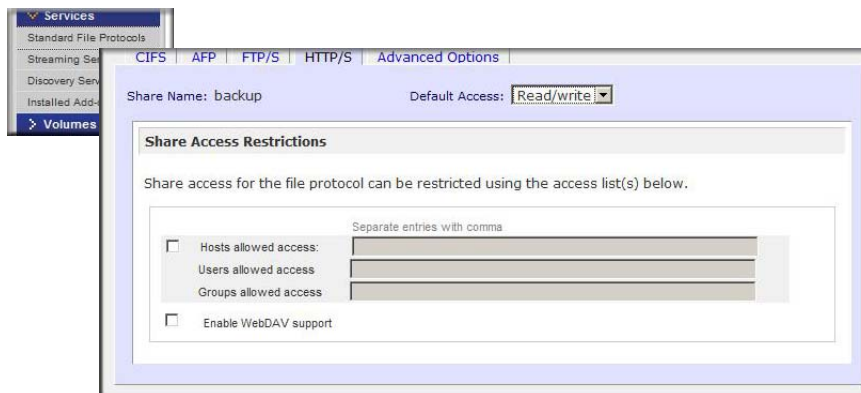 Services
Standard File Protocols
Streaming Ser
Discovery Serv
Installed Add-
> Volumes
CIFS | AFP | FTP/S | HTTP/S | Advanced Options
Share Name: backup Default Access: Read/write
Share Access Restrictions
Share access for the file protocol can be restricted using the access list(s) below.
Separate entries with comma
Hosts allowed access:
Users allowed access
Groups allowed access
Enable WebDAV support